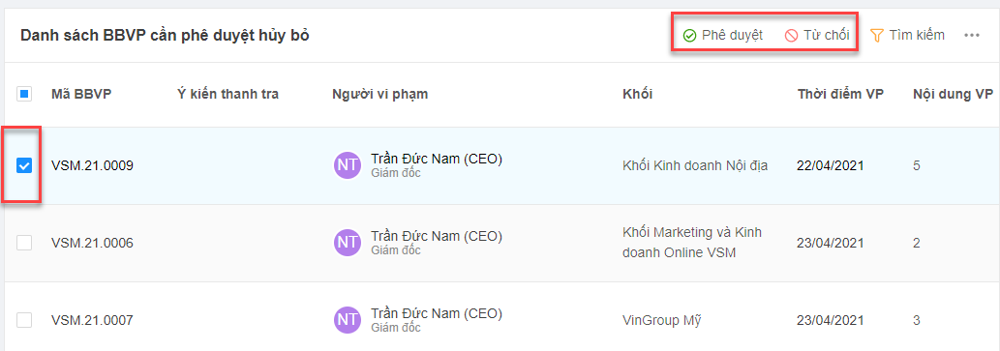 Danh sách BBVP cần phê duyệt hủy bỏ Phê duyệt Từ chối Tìm kiếm
Mã BBVP Ý kiến thanh tra Người vi phạm Khối Thời điểm VP Nội dung VP
VSM.21.0009 NT Trần Đức Nam (CEO) Khối Kinh doanh Nội địa 22/04/2021 5
Giám đốc
VSM.21.0006 NT Trần Đức Nam (CEO) Khối Marketing và Kinh 23/04/2021 2
Giám đốc doanh Online VSM
VSM.21.0007 NT Trần Đức Nam (CEO) VinGroup Mỹ 23/04/2021 3
Giám đốc